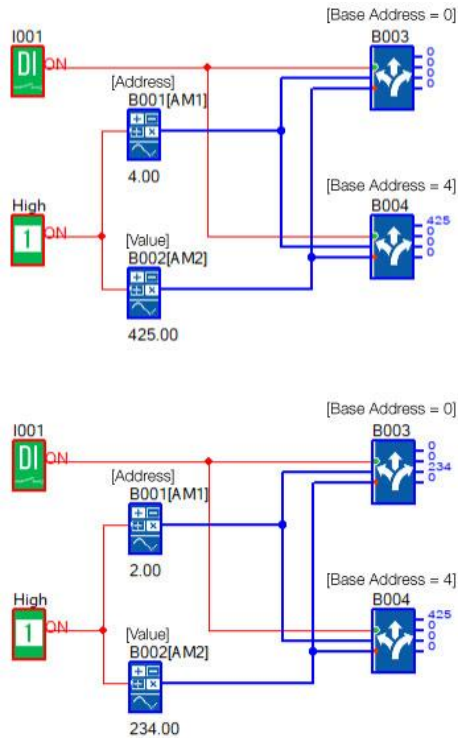 [Base Address = 0]
I001
B003
DI
ON
0
0
0
0
[Address]
B001[AM1]
4.00
[Base Address = 4]
High
B004
1
ON
425
0
0
0
[Value]
B002[AM2]
425.00
[Base Address = 0]
I001
B003
DI
ON
0
0
234
0
[Address]
B001[AM1]
2.00
[Base Address = 4]
High
B004
1
ON
425
0
0
0
[Value]
B002[AM2]
234.00